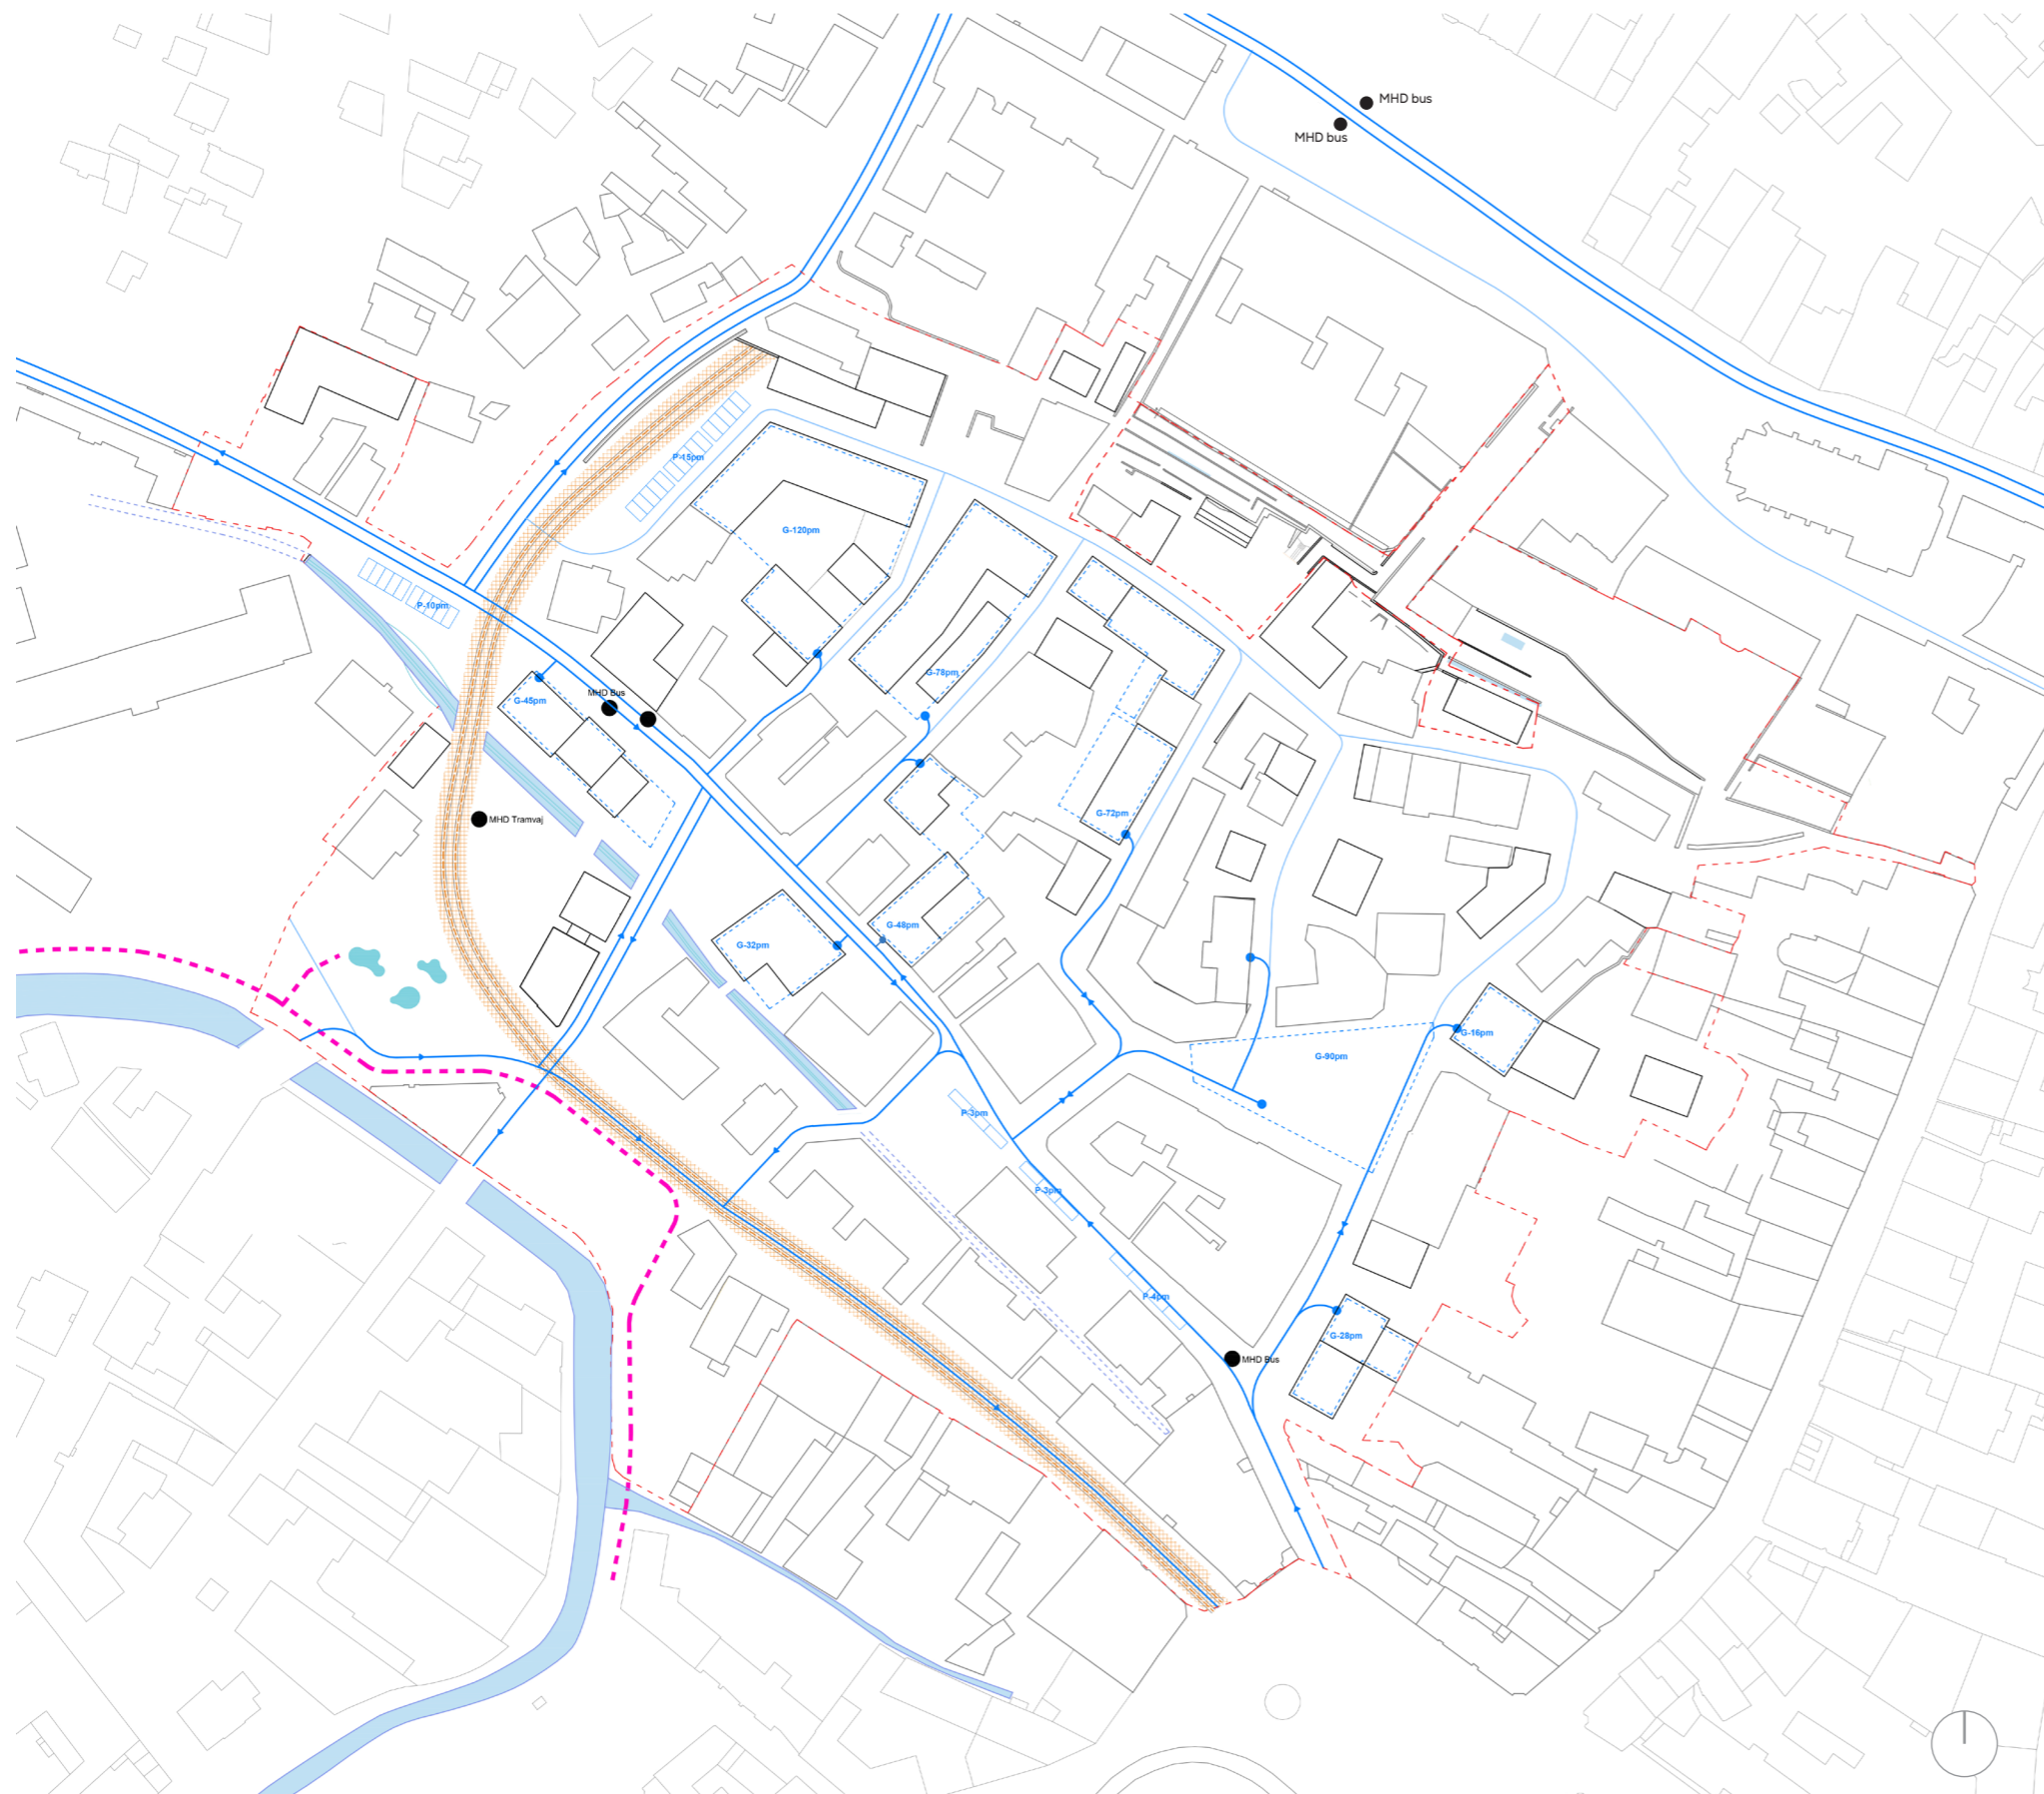 MHD bus
MHD bus
P-15pm
G-120pm
P-10pm
G-78pm
MHD Bus
G-45pm
G-72pm
MHD Tramvaj
G-48pm
G-32pm
G-16pm
G-90pm
P-3pm
P-3pm
P-4pm
G-28pm
MHD Bus